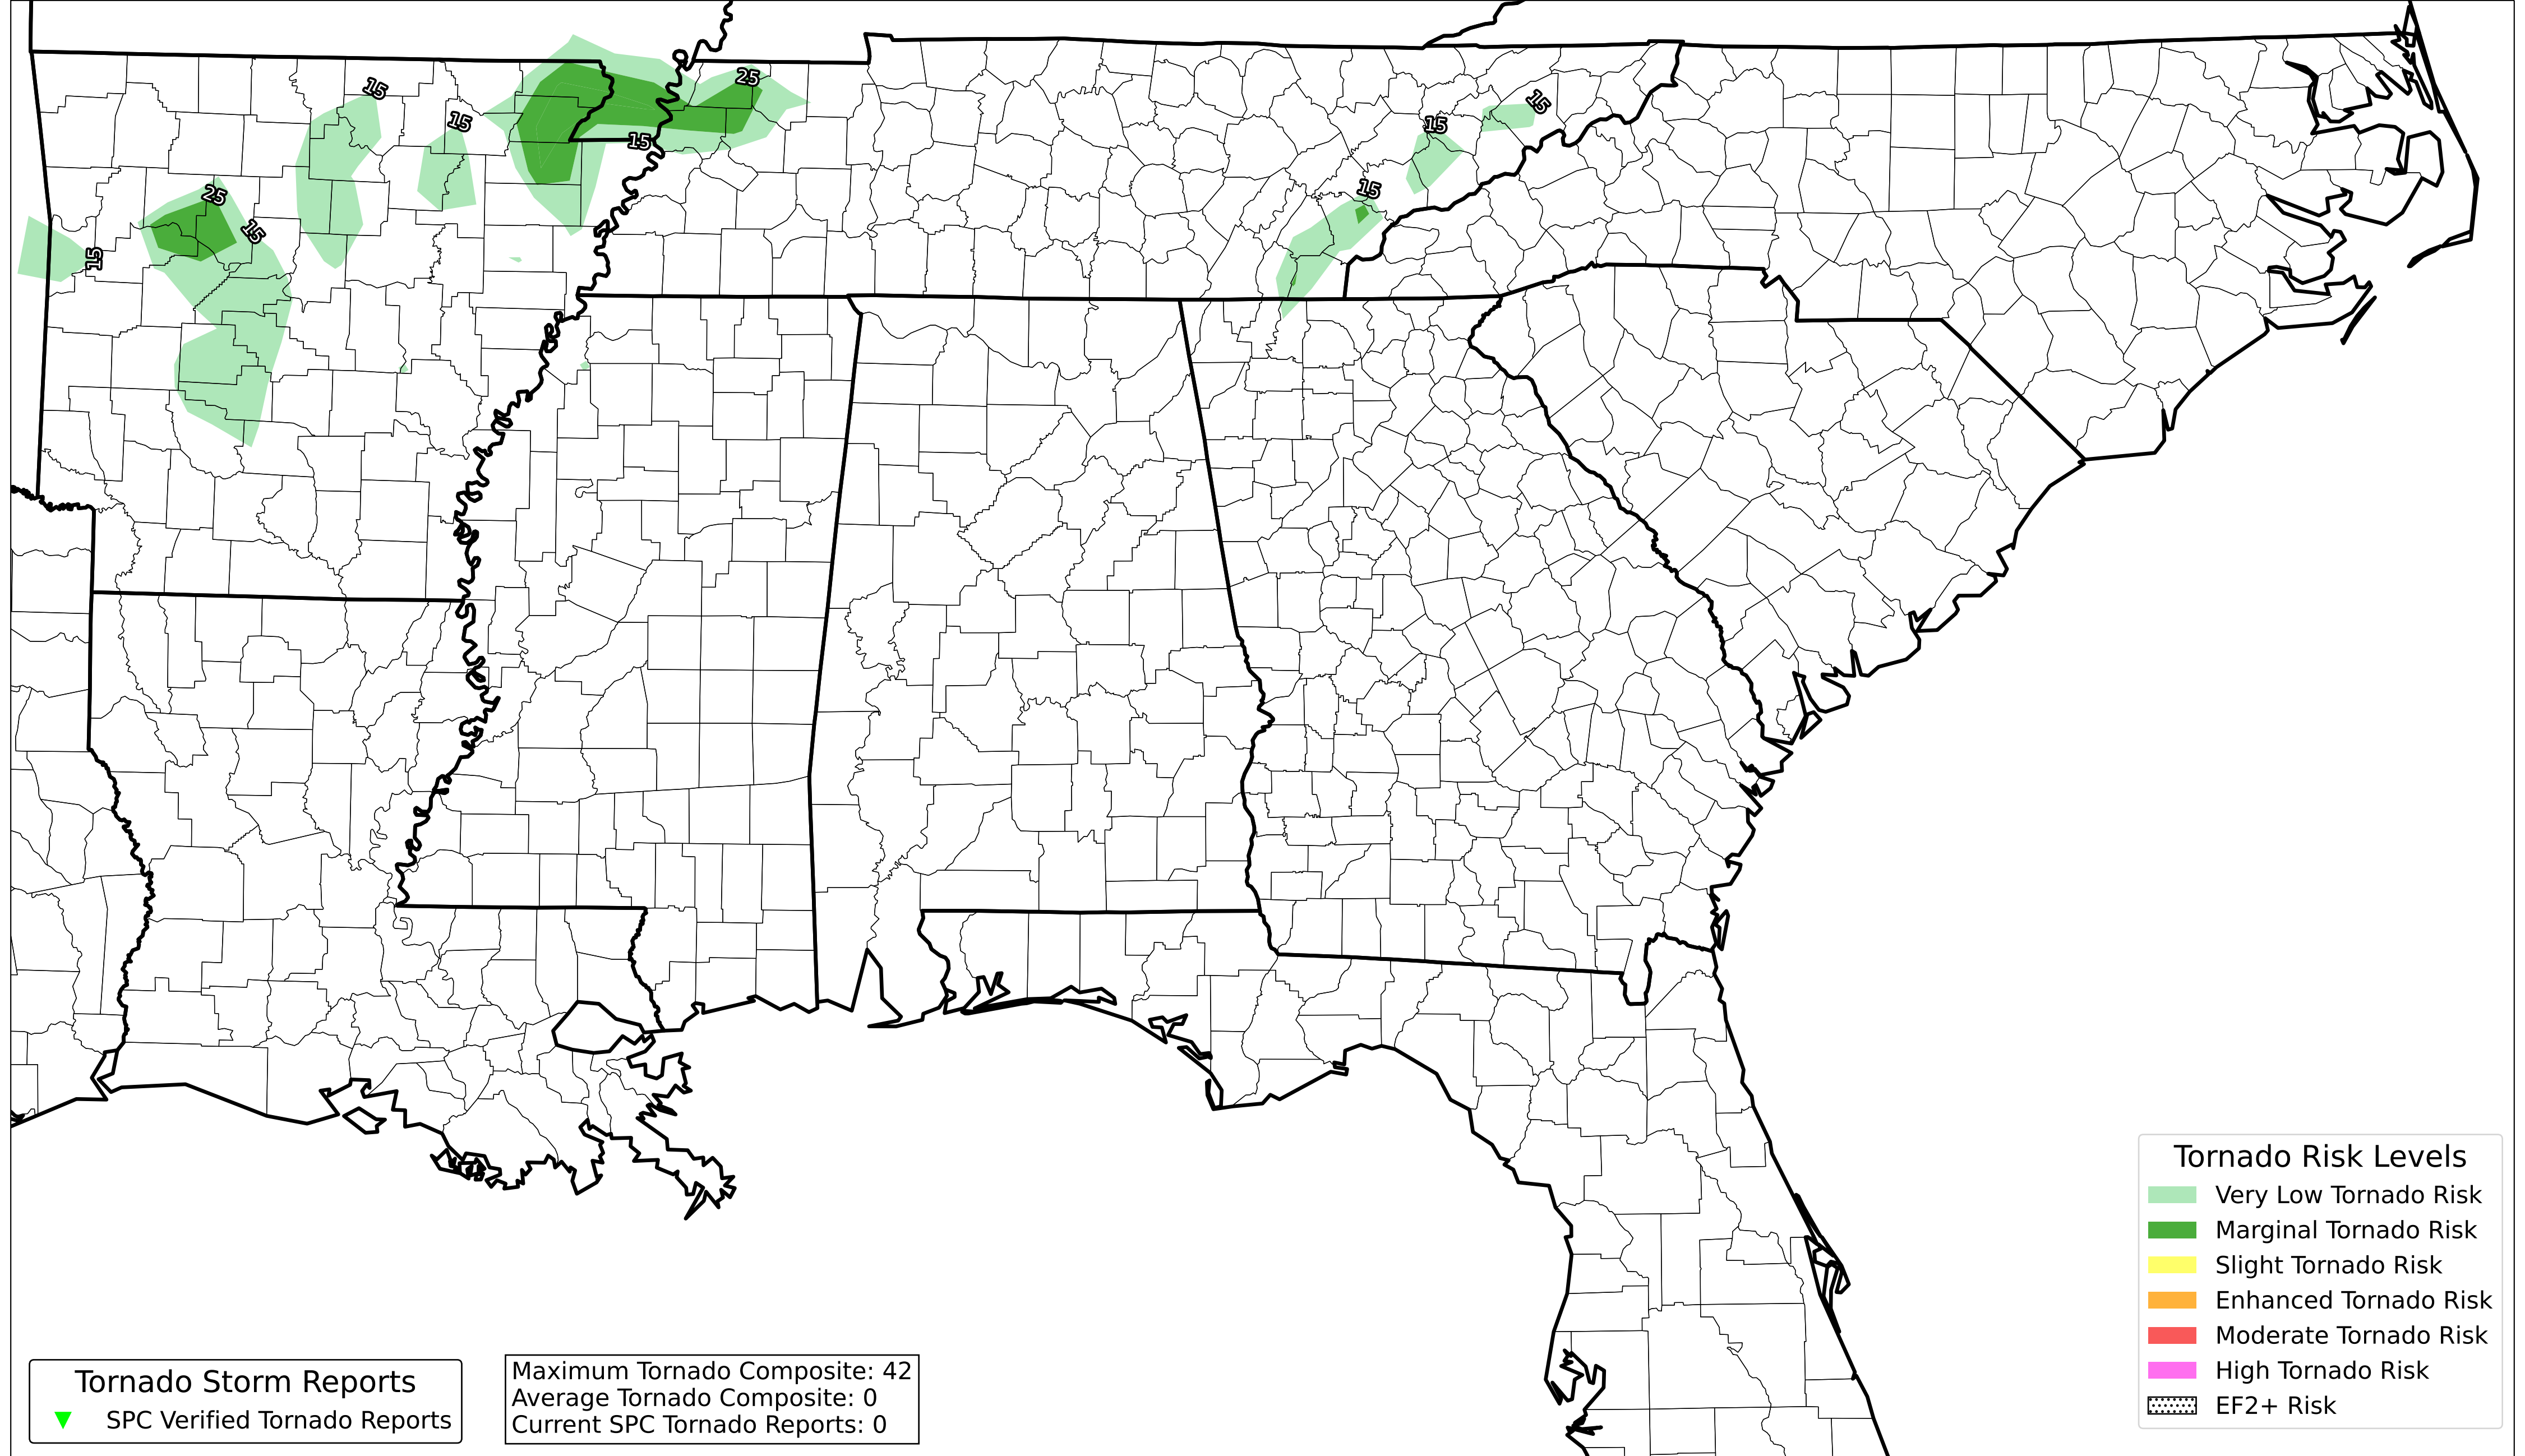 25
15
15
15
15
15
15
25
15
15
15
Tornado Risk Levels
Very Low Tornado Risk
Marginal Tornado Risk
Slight Tornado Risk
Enhanced Tornado Risk
Moderate Tornado Risk
High Tornado Risk
EF2+ Risk
Tornado Storm Reports
SPC Verified Tornado Reports
Maximum Tornado Composite: 42
Average Tornado Composite: 0
Current SPC Tornado Reports: 0